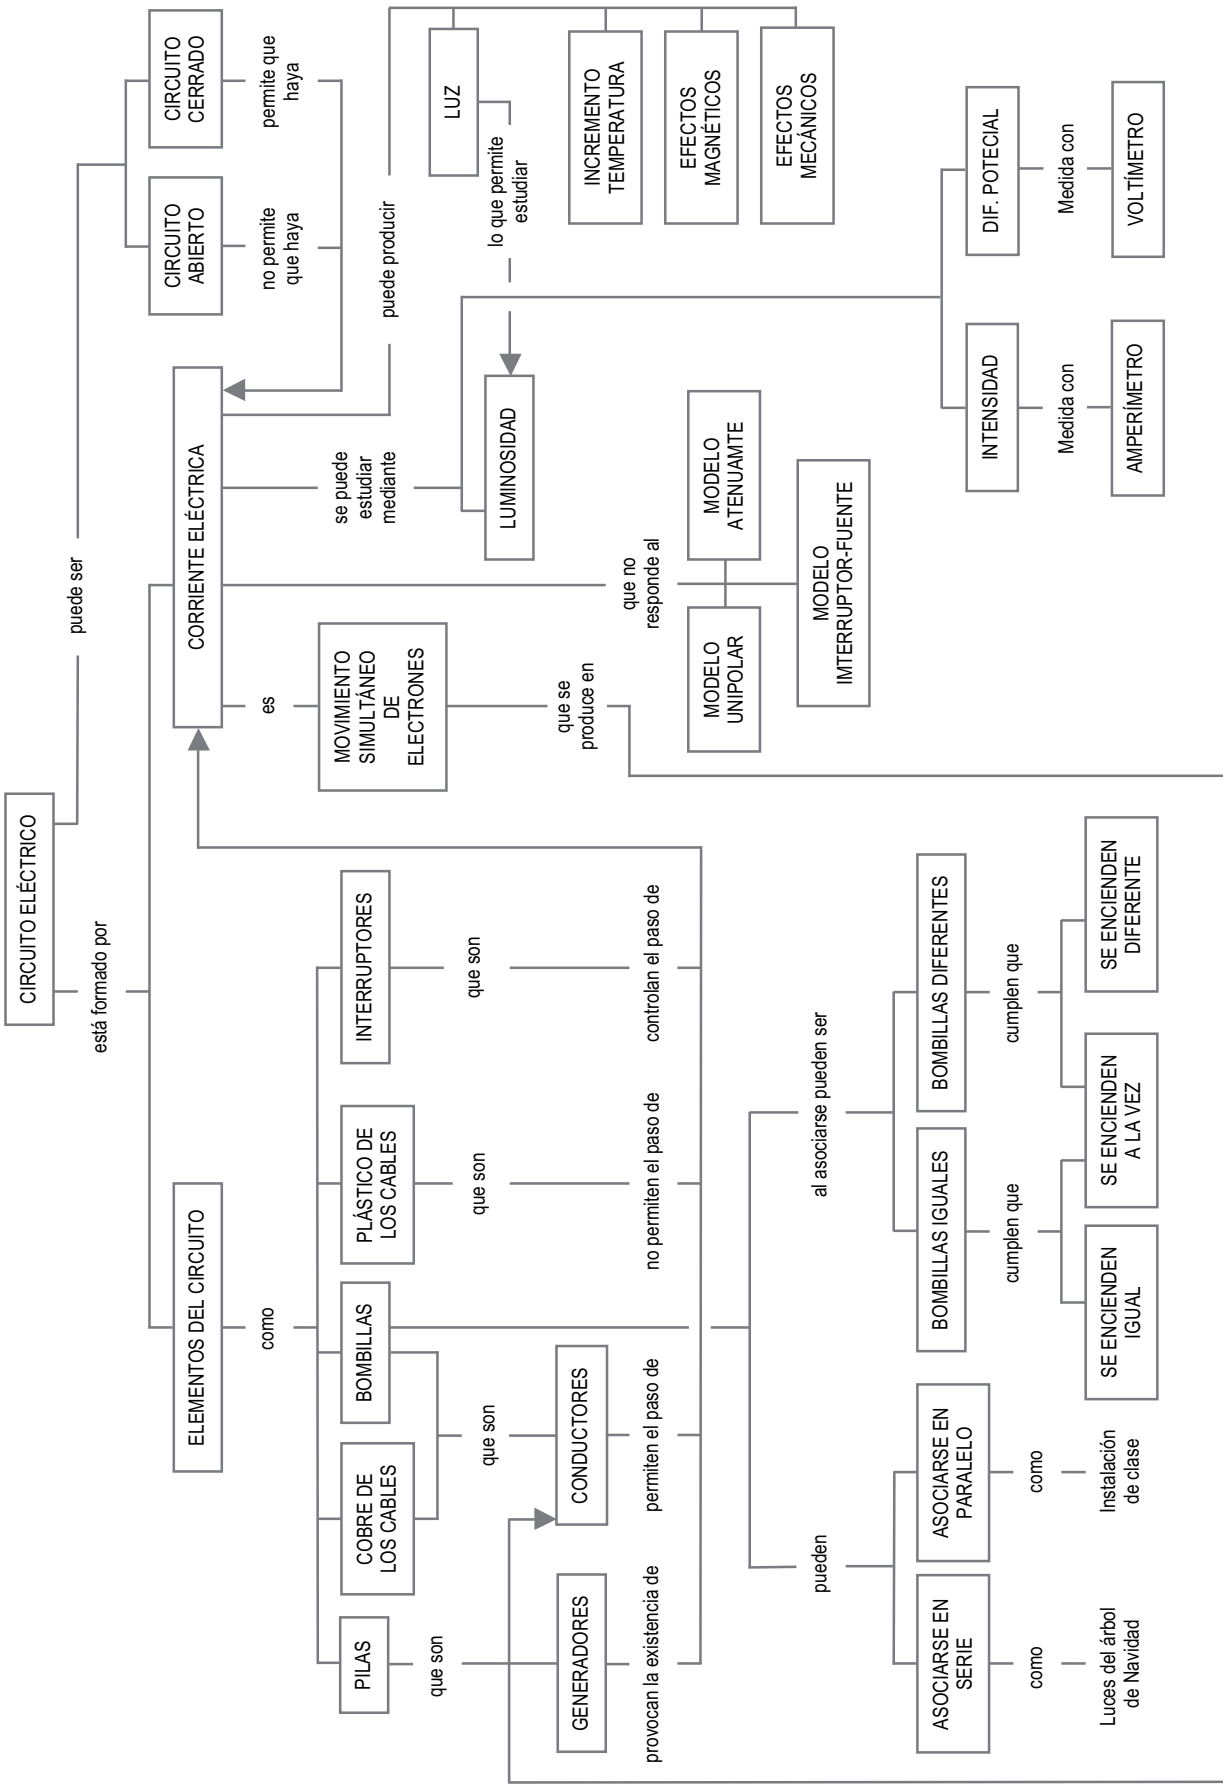 CIRCUITO ELÉCTRICO
está formado por
puede ser
ELEMENTOS DEL CIRCUITO
CORRIENTE ELÉCTRICA
CIRCUITO
ABIERTO
CIRCUITO
CERRADO
como
es
no permite
que haya
permite que
haya
PILAS
COBRE DE
LOS CABLES
BOMBILLAS
PLÁSTICO DE
LOS CABLES
INTERRUPTORES
MOVIMIENTO
SIMULTÁNEO
DE
ELECTRONES
se puede
estudiar
mediante
puede producir
que son
que son
que son
que son
LUZ
lo que permite
estudiar
LUMINOSIDAD
GENERADORES
CONDUCTORES
que se
produce en
INCREMENTO
TEMPERATURA
provocan la existencia de
permiten el paso de
no permiten el paso de
controlan el paso de
que no
responde al
EFECTOS
MAGNÉTICOS
MODELO
UNIPOLAR
MODELO
ATENUAMTE
EFECTOS
MECÁNICOS
MODELO
IMTERRUPTOR-FUENTE
pueden
al asociarse pueden ser
ASOCIARSE EN
SERIE
ASOCIARSE EN
PARALELO
BOMBILLAS IGUALES
BOMBILLAS DIFERENTES
INTENSIDAD
DIF. POTECIAL
como
como
cumplen que
cumplen que
Medida con
Medida con
Luces del árbol
de Navidad
Instalación
de clase
SE ENCIENDEN
IGUAL
SE ENCIENDEN
A LA VEZ
SE ENCIENDEN
DIFERENTE
AMPERÍMETRO
VOLTÍMETRO